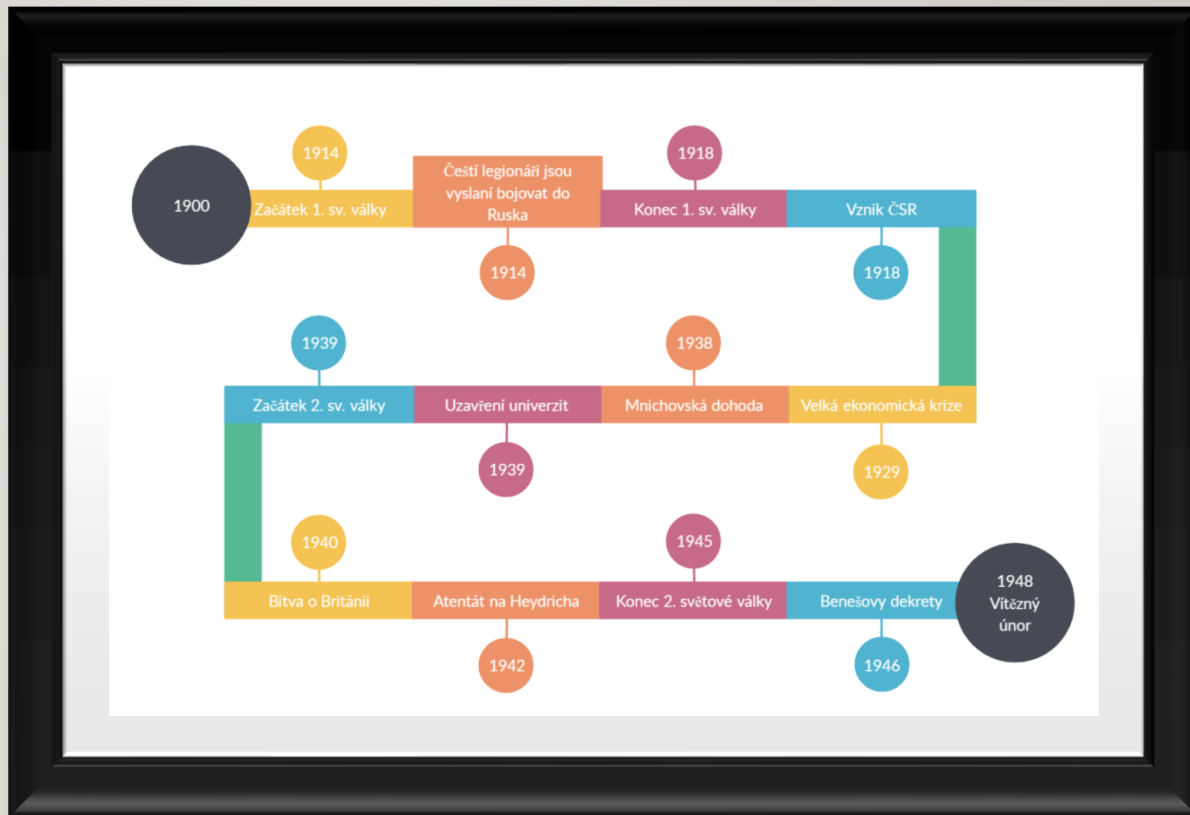 1900
1914
Začátek 1. sv. války
Čeští legionáři jsou
vyslaní bojovat do
Ruska
1914
1918
Konec 1. sv. války
Vznik ČSR
1918
Velká ekonomická krize
1929
1938
Mnichovská dohoda
Uzavření univerzit
1939
1939
Začátek 2. sv. války
1940
Bitva o Británii
Atentát na Heydricha
1942
1945
Konec 2. světové války
Benešovy dekrety
1946
1948
Vítězný
únor